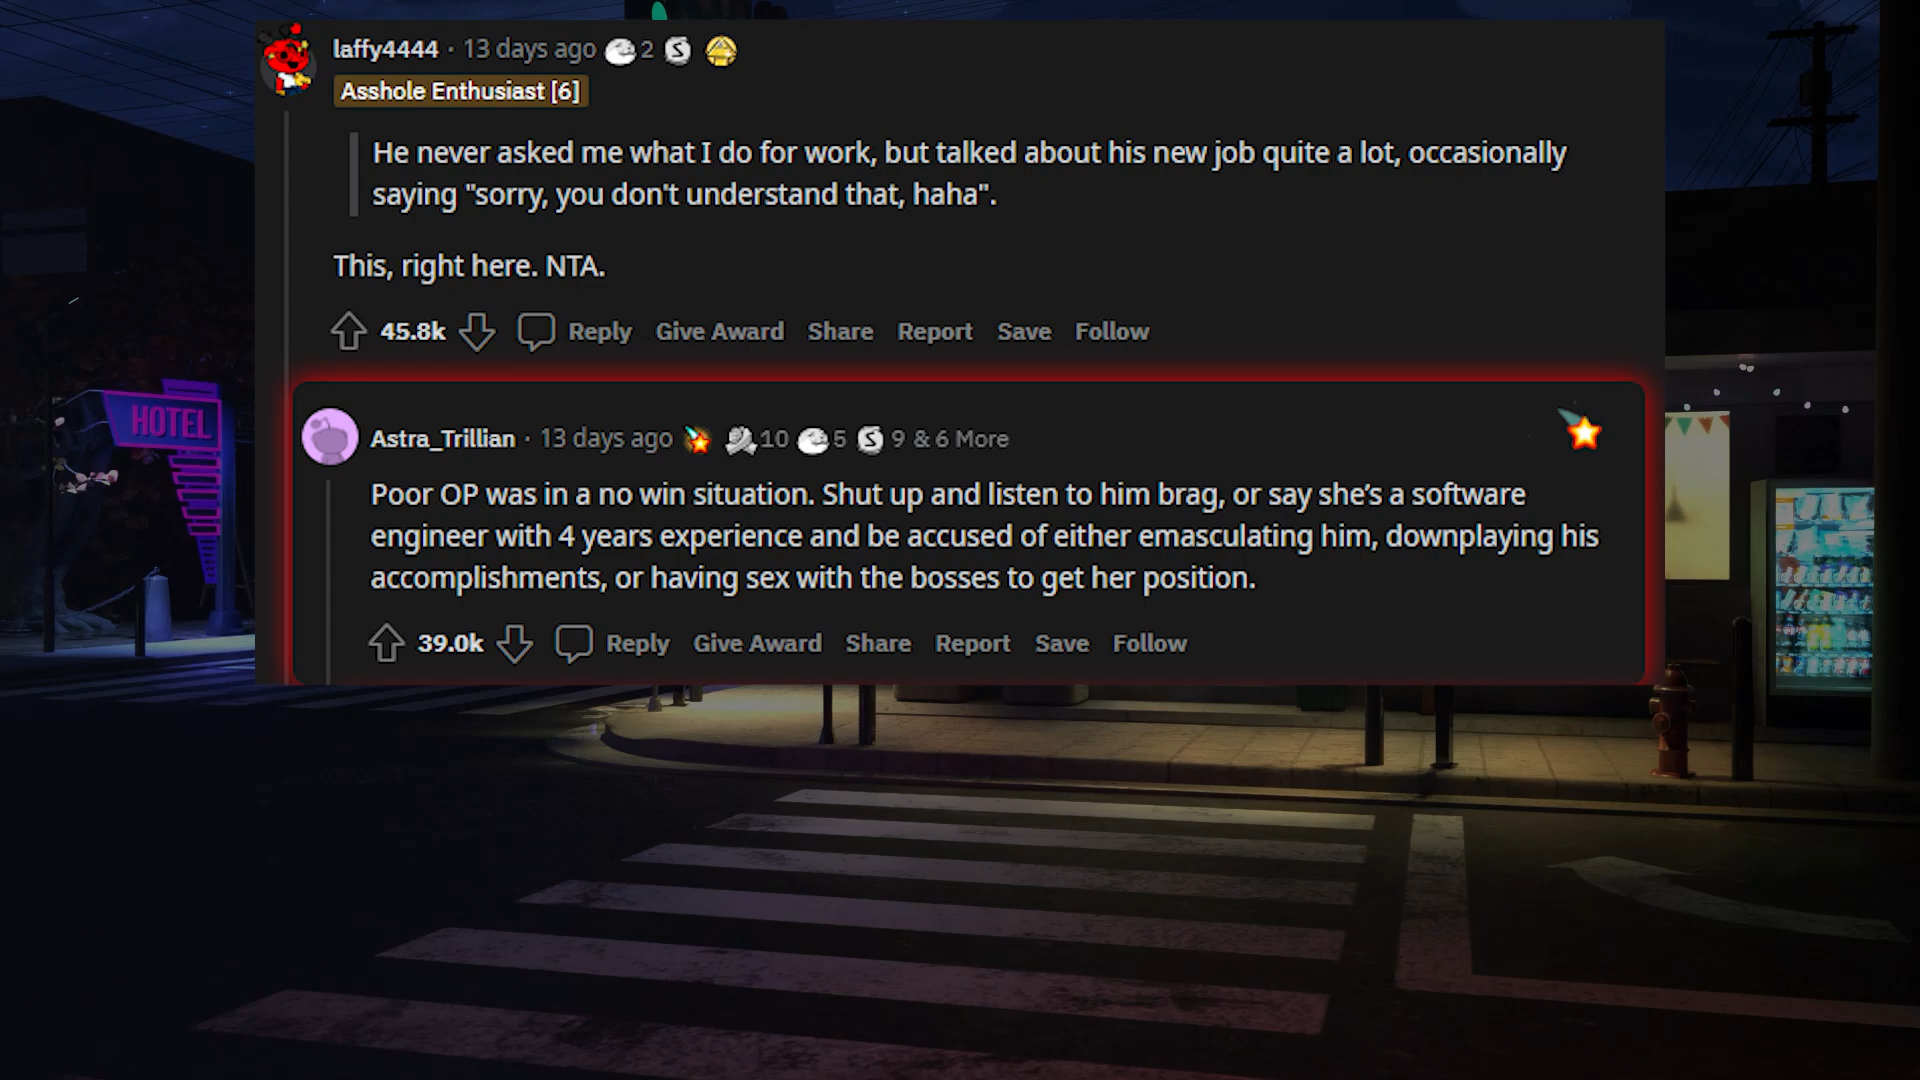 laffy4444 · 13 days ago 2
Asshole Enthusiast [6]
He never asked me what I do for work, but talked about his new job quite a lot, occasionally
saying "sorry, you don't understand that, haha".
This, right here. NTA.
45.8k Reply Give Award Share Report Save Follow
HOTEL
Astra_Trillian · 13 days ago 10 5 S 9 & 6 More
Poor OP was in a no win situation. Shut up and listen to him brag, or say she’s a software
engineer with 4 years experience and be accused of either emasculating him, downplaying his
accomplishments, or having sex with the bosses to get her position.
39.0k Reply Give Award Share Report Save Follow